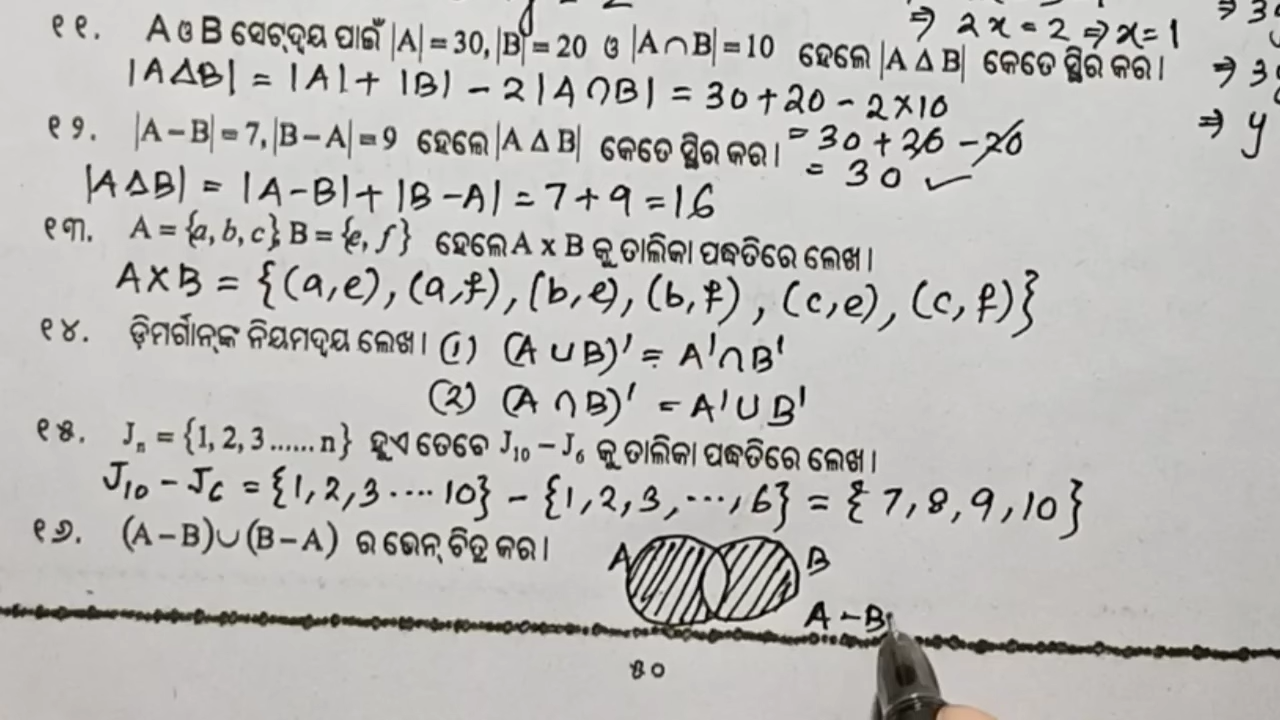 ⇒ 2x = 2 ⇒ x = 1
୧୧. A ଓ B ସେଟ୍‌ଦ୍ୱୟ ପାଇଁ |A| = 30, |B| = 20 ଓ |A∩B| = 10 ହେଲେ |A Δ B| କେତେ ସ୍ଥିର କର।
|AΔB| = |A| + |B| - 2|A∩B| = 30 + 20 - 2×10
= 30 + 20 - 20
= 30 ✓
⇒ y
୧୨. |A – B| = 7, |B – A| = 9 ହେଲେ |A Δ B| କେତେ ସ୍ଥିର କର।
|AΔB| = |A-B| + |B-A| = 7 + 9 = 16
୧୩. A = {a, b, c}, B = {e, f} ହେଲେ A x B କୁ ତାଲିକା ପଦ୍ଧତିରେ ଲେଖ।
A×B = {(a,e), (a,f), (b,e), (b,f), (c,e), (c,f)}
୧୪. ଡ଼ିମର୍ଗାନ୍‌ଙ୍କ ନିୟମଦ୍ୱୟ ଲେଖ। (1) (A∪B)' = A'∩B'
(2) (A∩B)' = A'∪B'
୧୫. Jn = {1, 2, 3 ...... n} ହୁଏ ତେବେ J10 – J6 କୁ ତାଲିକା ପଦ୍ଧତିରେ ଲେଖ।
J10 - J6 = {1, 2, 3 .... 10} - {1, 2, 3, ..., 6} = {7, 8, 9, 10}
୧୬. (A – B)∪(B – A) ର ଭେନ୍ ଚିତ୍ର କର।
A B
A - B
୫୦